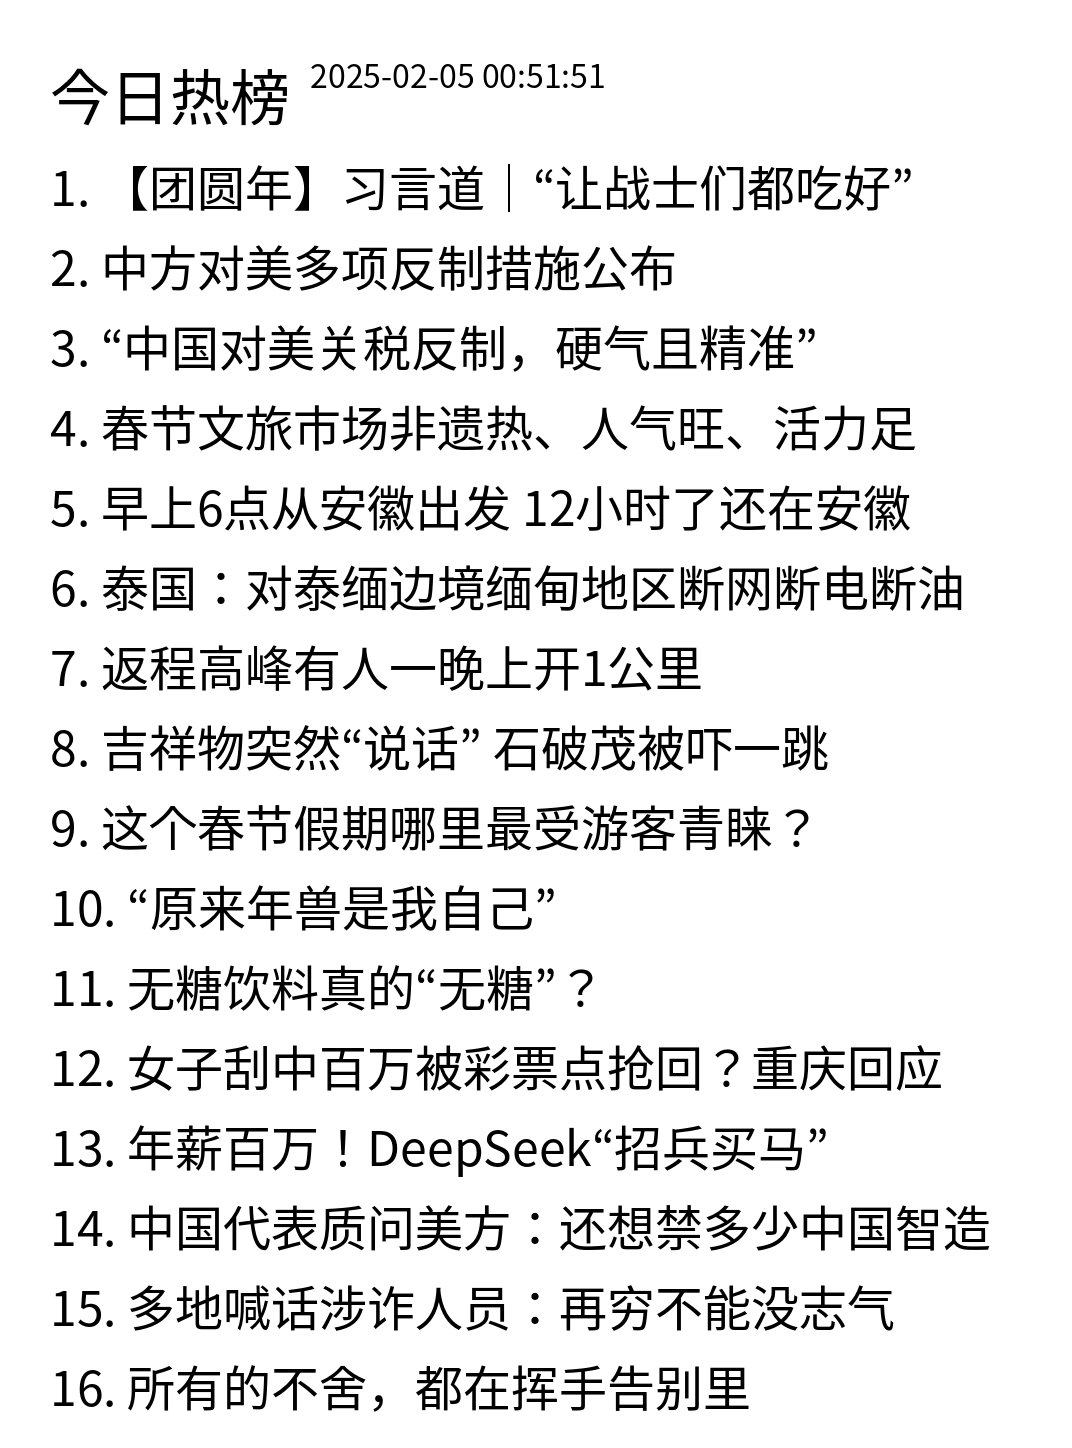 今日热榜 2025-02-05 00:51:51
1. 【团圆年】习言道｜“让战士们都吃好”
2. 中方对美多项反制措施公布
3. “中国对美关税反制，硬气且精准”
4. 春节文旅市场非遗热、人气旺、活力足
5. 早上6点从安徽出发 12小时了还在安徽
6. 泰国：对泰缅边境缅甸地区断网断电断油
7. 返程高峰有人一晚上开1公里
8. 吉祥物突然“说话” 石破茂被吓一跳
9. 这个春节假期哪里最受游客青睐？
10. “原来年兽是我自己”
11. 无糖饮料真的“无糖”？
12. 女子刮中百万被彩票点抢回？重庆回应
13. 年薪百万！DeepSeek“招兵买马”
14. 中国代表质问美方：还想禁多少中国智造
15. 多地喊话涉诈人员：再穷不能没志气
16. 所有的不舍，都在挥手告别里